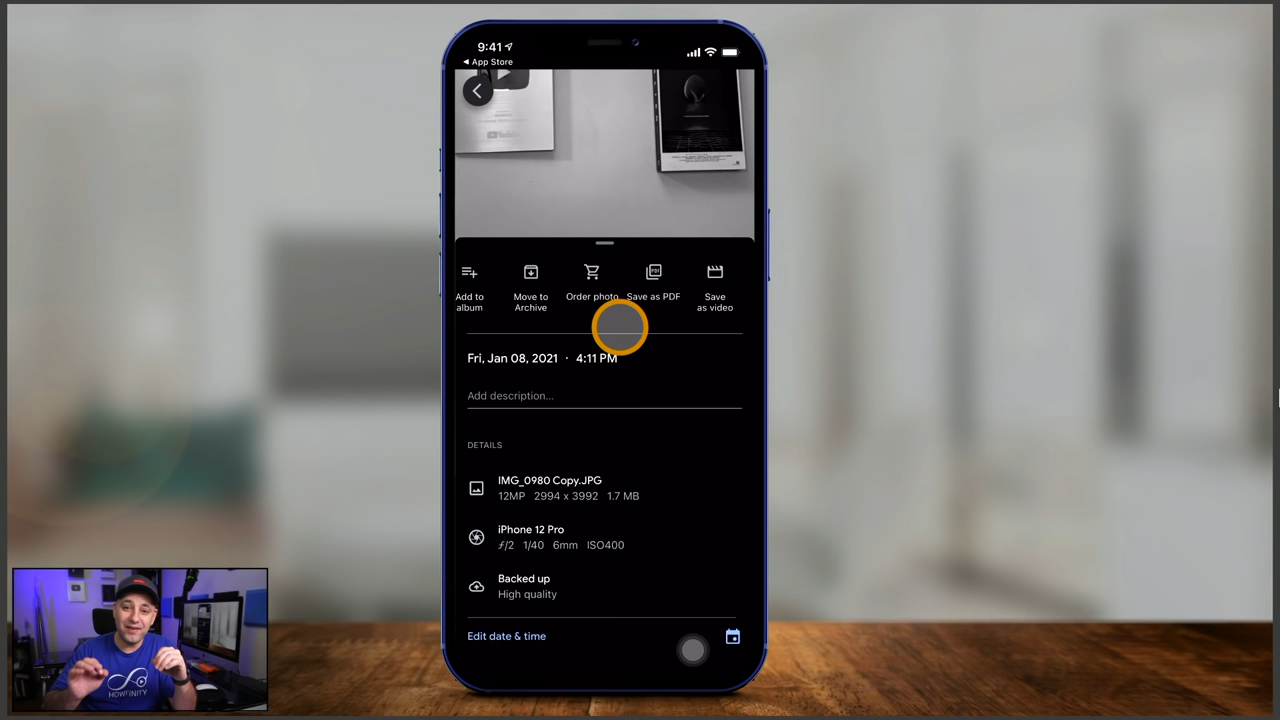 9:41
App Store
YouTube
Add to album
Move to Archive
Order photo
Save as PDF
Save as video
Fri, Jan 08, 2021 · 4:11 PM
Add description...
DETAILS
IMG_0980 Copy.JPG
12MP 2994 x 3992 1.7 MB
iPhone 12 Pro
ƒ/2 1/40 6mm ISO400
Backed up
High quality
Edit date & time
HOWFINITY